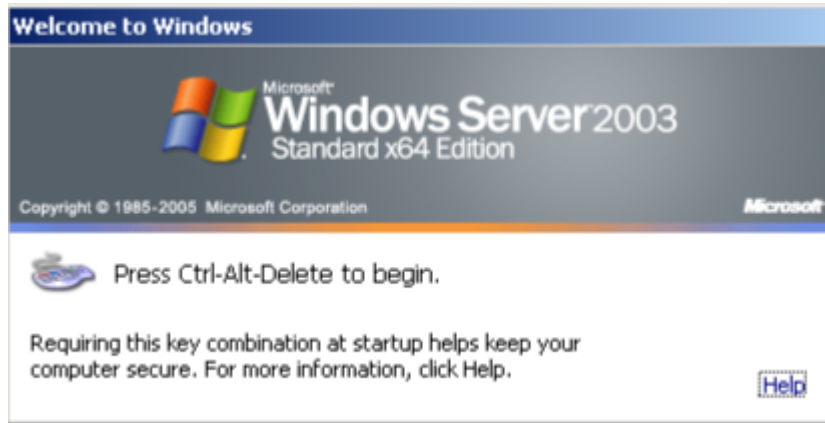 Welcome to Windows
Microsoft
Windows Server 2003
Standard x64 Edition
Copyright © 1985-2005 Microsoft Corporation Microsoft
Press Ctrl-Alt-Delete to begin.
Requiring this key combination at startup helps keep your
computer secure. For more information, click Help.
Help